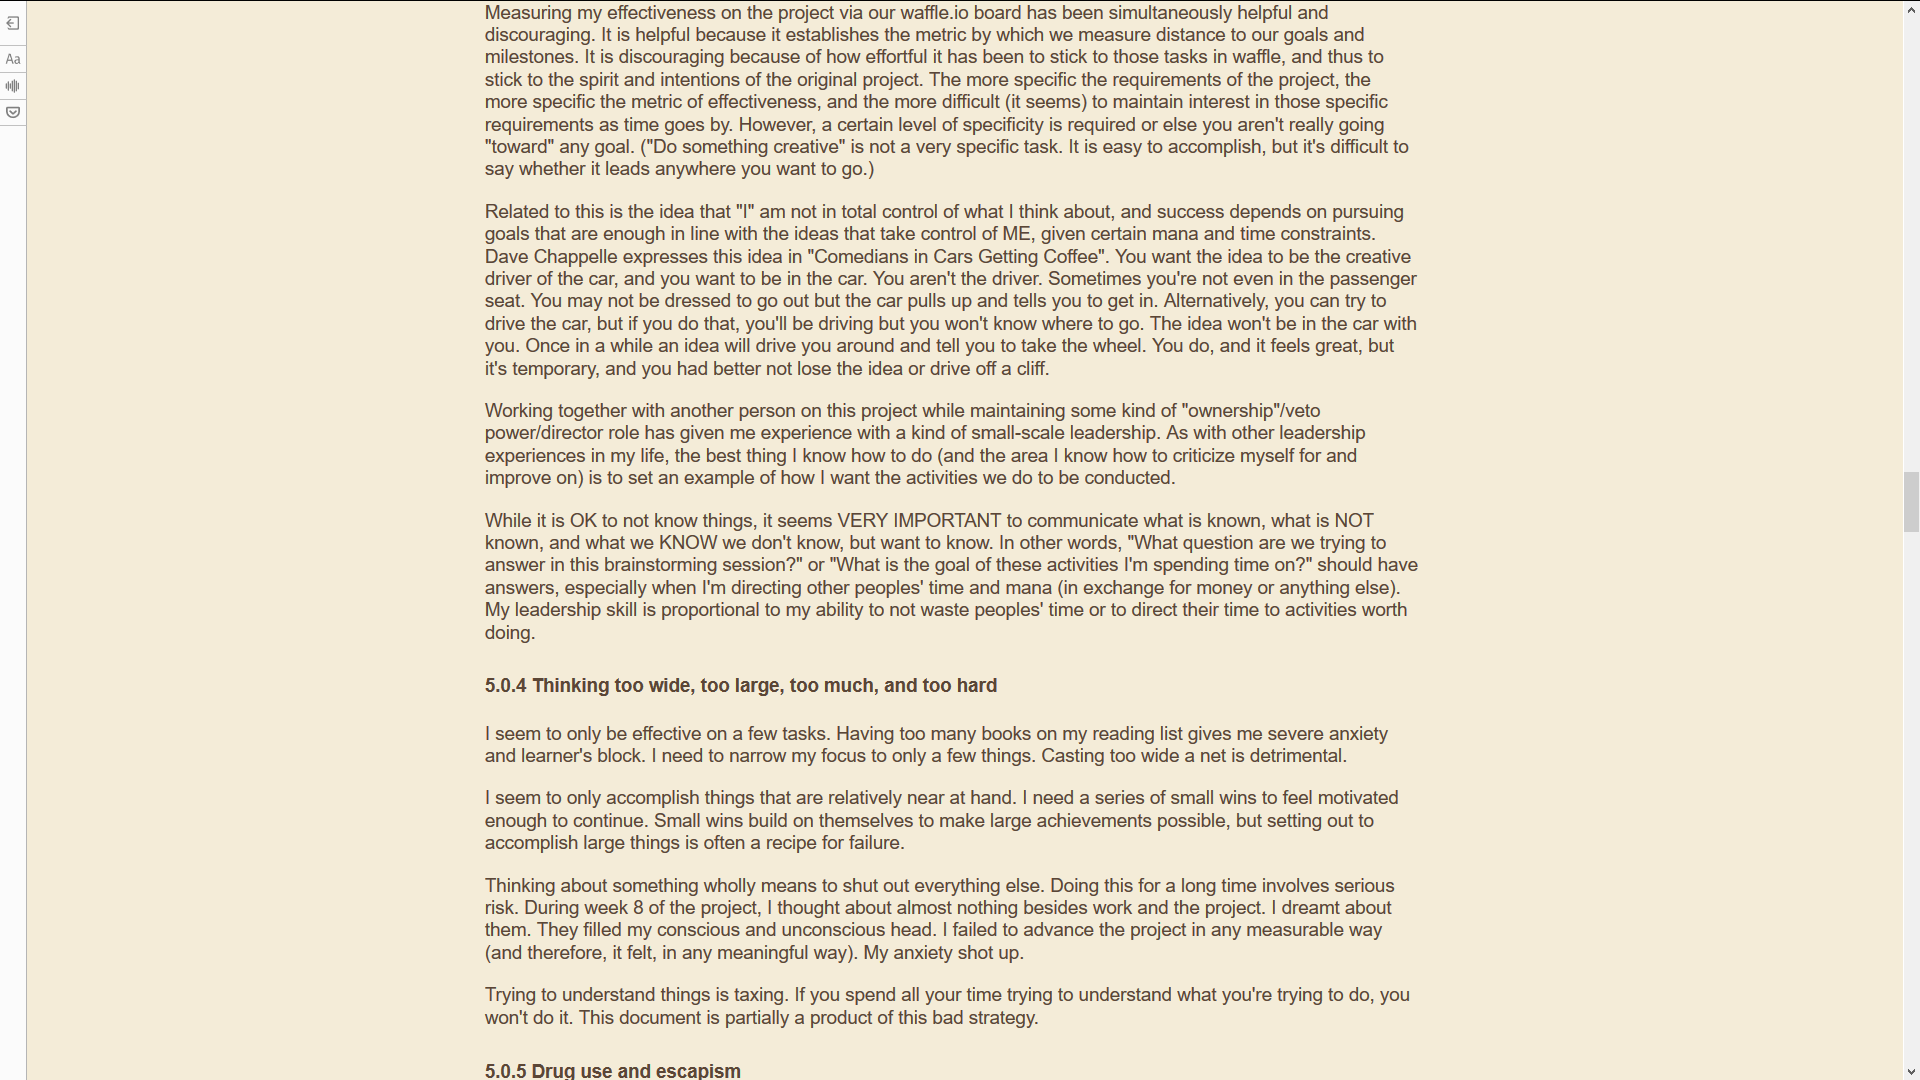 Measuring my effectiveness on the project via our waffle.io board has been simultaneously helpful and
discouraging. It is helpful because it establishes the metric by which we measure distance to our goals and
milestones. It is discouraging because of how effortful it has been to stick to those tasks in waffle, and thus to
stick to the spirit and intentions of the original project. The more specific the requirements of the project, the
more specific the metric of effectiveness, and the more difficult (it seems) to maintain interest in those specific
requirements as time goes by. However, a certain level of specificity is required or else you aren't really going
"toward" any goal. ("Do something creative" is not a very specific task. It is easy to accomplish, but it's difficult to
say whether it leads anywhere you want to go.)
Related to this is the idea that "I" am not in total control of what I think about, and success depends on pursuing
goals that are enough in line with the ideas that take control of ME, given certain mana and time constraints.
Dave Chappelle expresses this idea in "Comedians in Cars Getting Coffee". You want the idea to be the creative
driver of the car, and you want to be in the car. You aren't the driver. Sometimes you're not even in the passenger
seat. You may not be dressed to go out but the car pulls up and tells you to get in. Alternatively, you can try to
drive the car, but if you do that, you'll be driving but you won't know where to go. The idea won't be in the car with
you. Once in a while an idea will drive you around and tell you to take the wheel. You do, and it feels great, but
it's temporary, and you had better not lose the idea or drive off a cliff.
Working together with another person on this project while maintaining some kind of "ownership"/veto
power/director role has given me experience with a kind of small-scale leadership. As with other leadership
experiences in my life, the best thing I know how to do (and the area I know how to criticize myself for and
improve on) is to set an example of how I want the activities we do to be conducted.
While it is OK to not know things, it seems VERY IMPORTANT to communicate what is known, what is NOT
known, and what we KNOW we don't know, but want to know. In other words, "What question are we trying to
answer in this brainstorming session?" or "What is the goal of these activities I'm spending time on?" should have
answers, especially when I'm directing other peoples' time and mana (in exchange for money or anything else).
My leadership skill is proportional to my ability to not waste peoples' time or to direct their time to activities worth
doing.
5.0.4 Thinking too wide, too large, too much, and too hard
I seem to only be effective on a few tasks. Having too many books on my reading list gives me severe anxiety
and learner's block. I need to narrow my focus to only a few things. Casting too wide a net is detrimental.
I seem to only accomplish things that are relatively near at hand. I need a series of small wins to feel motivated
enough to continue. Small wins build on themselves to make large achievements possible, but setting out to
accomplish large things is often a recipe for failure.
Thinking about something wholly means to shut out everything else. Doing this for a long time involves serious
risk. During week 8 of the project, I thought about almost nothing besides work and the project. I dreamt about
them. They filled my conscious and unconscious head. I failed to advance the project in any measurable way
(and therefore, it felt, in any meaningful way). My anxiety shot up.
Trying to understand things is taxing. If you spend all your time trying to understand what you're trying to do, you
won't do it. This document is partially a product of this bad strategy.
5.0.5 Drug use and escapism
Aa